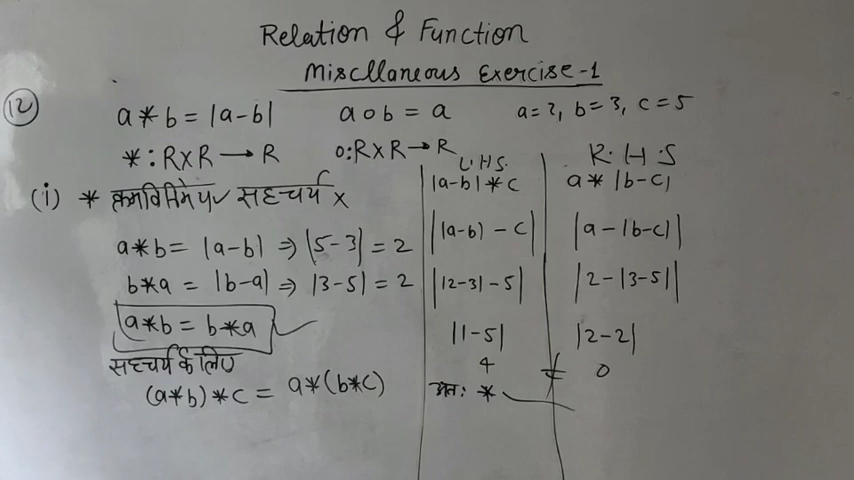 Relation & Function
Miscllaneous Exercise-1
12 a * b = |a-b| a o b = a a=2, b=3, c=5
* : R×R → R o: R×R → R
(i) * क्रमविनिमेय ✓ सहचर्य ×
a*b = |a-b| ⇒ |5-3| = 2
b*a = |b-a| ⇒ |3-5| = 2
a*b = b*a ✓
सहचर्य के लिए
(a*b)*c = a*(b*c)
L.H.S. R.H.S
|a-b| * c a * |b-c|
||a-b) - c| |a-|b-c||
||2-3|-5| |2-|3-5||
|1-5| |2-2|
4 ≠ 0
अतः *